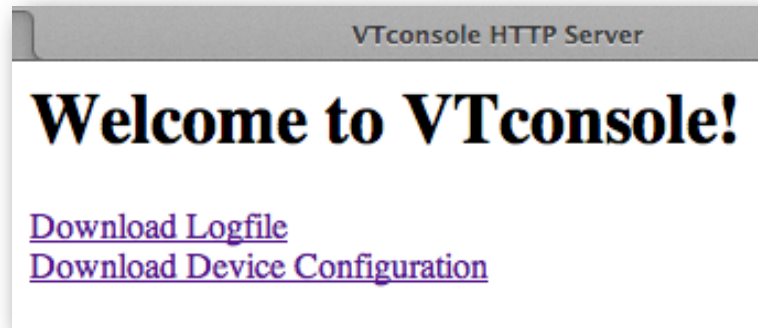 VTconsole HTTP Server
Welcome to VTconsole!
Download Logfile
Download Device Configuration